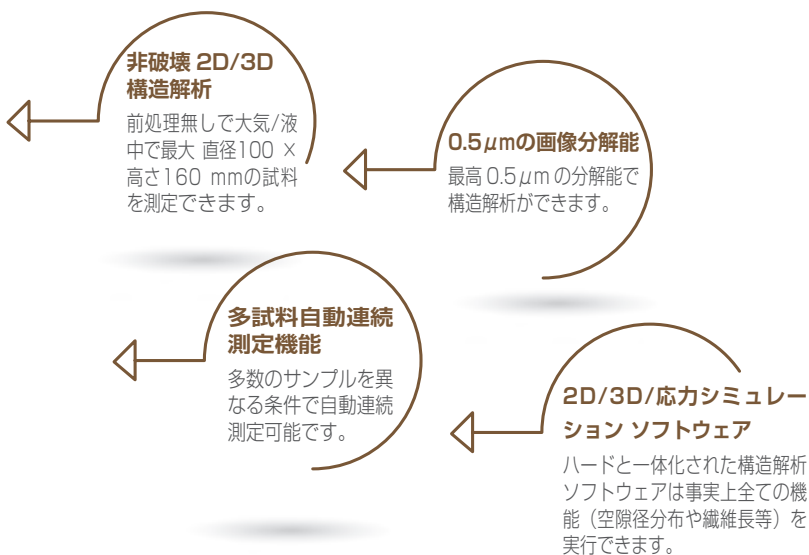 非破壊 2D/3D
構造解析
前処理無しで大気/液
中で最大 直径100 ×
高さ160 mmの試料
を測定できます。
0.5μmの画像分解能
最高 0.5μm の分解能で
構造解析ができます。
多試料自動連続
測定機能
多数のサンプルを異
なる条件で自動連続
測定可能です。
2D/3D/応力シミュレー
ション ソフトウェア
ハードと一体化された構造解析
ソフトウェアは事実上全ての機
能（空隙径分布や繊維長等）を
実行できます。